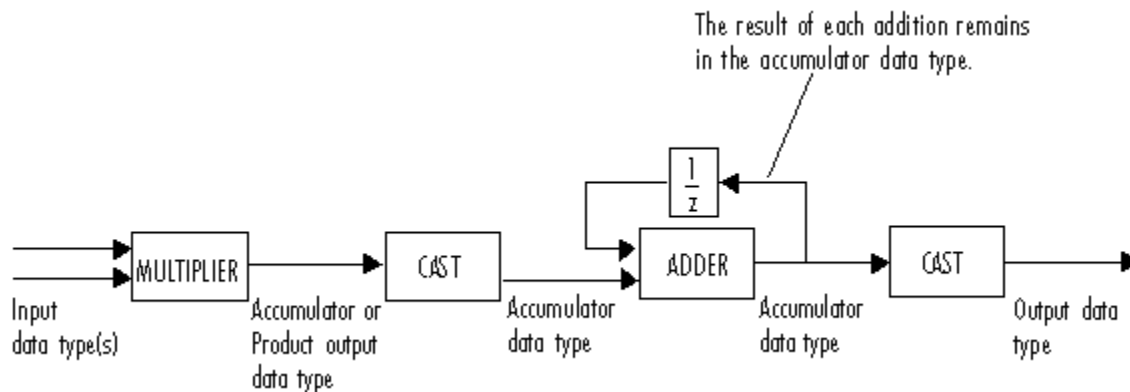 The result of each addition remains
in the accumulator data type.
1
z
MULTIPLIER
CAST
ADDER
CAST
Input
data type(s)
Accumulator or
Product output
data type
Accumulator
data type
Accumulator
data type
Output data
type